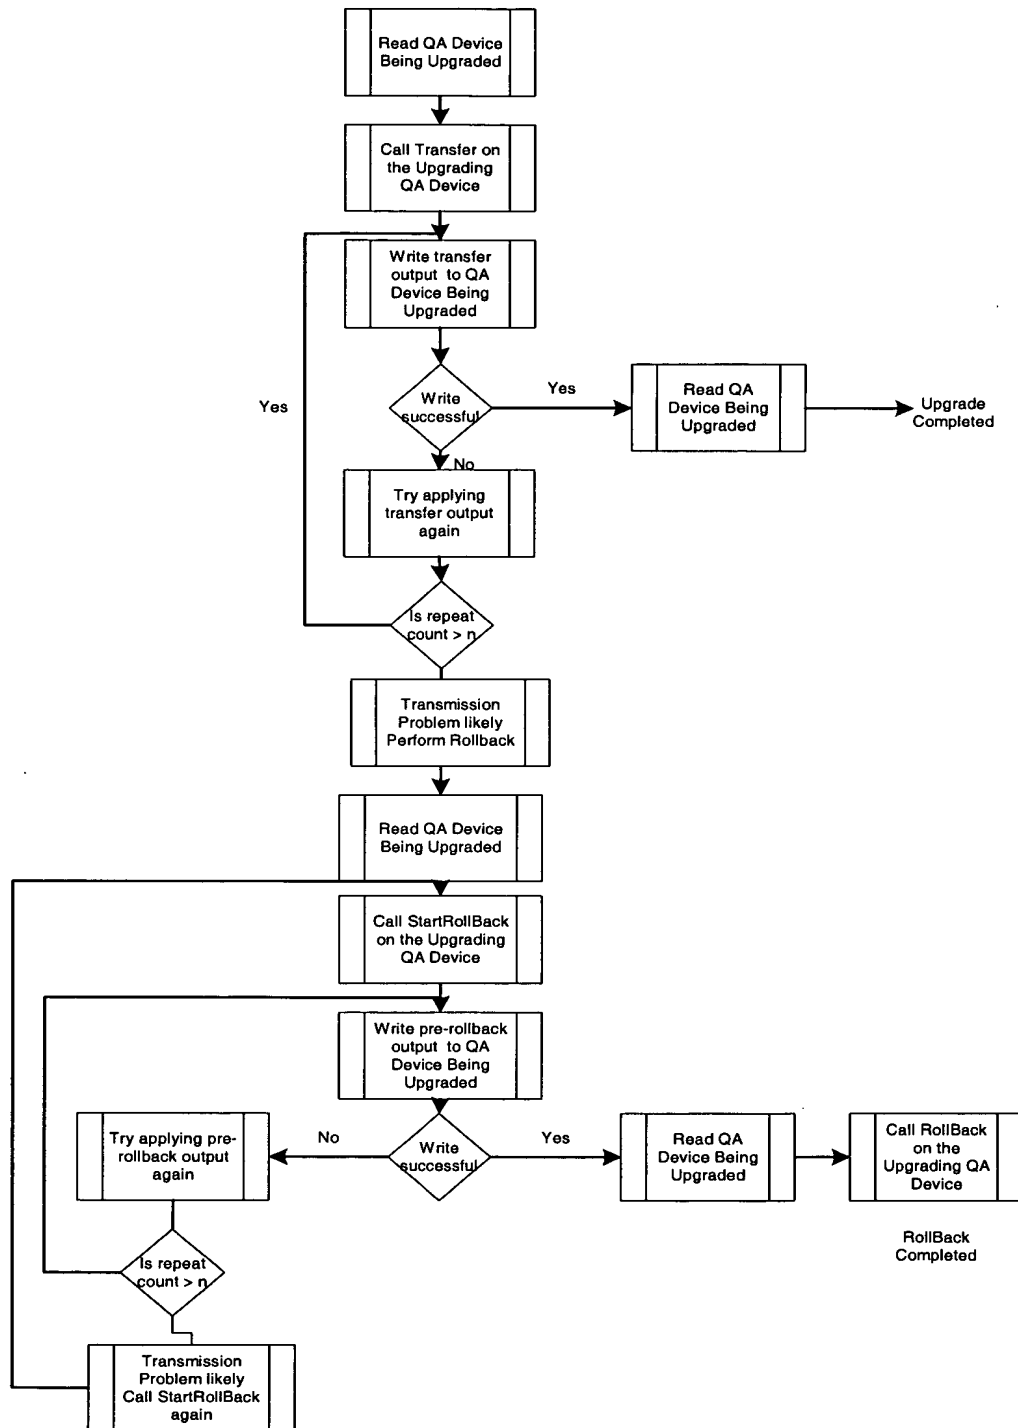 Read QA Device
Being Upgraded
Call Transfer on
the Upgrading
QA Device
Write transfer
output to QA
Device Being
Upgraded
Yes
Write
successful
Yes
Read QA
Device Being
Upgraded
Upgrade
Completed
No
Try applying
transfer output
again
Is repeat
count > n
Transmission
Problem likely
Perform Rollback
Read QA Device
Being Upgraded
Call StartRollBack
on the Upgrading
QA Device
Write pre-rollback
output to QA
Device Being
Upgraded
Try applying pre-
rollback output
again
No
Write
successful
Yes
Read QA
Device Being
Upgraded
Call RollBack
on the
Upgrading QA
Device
RollBack
Completed
Is repeat
count > n
Transmission
Problem likely
Call StartRollBack
again